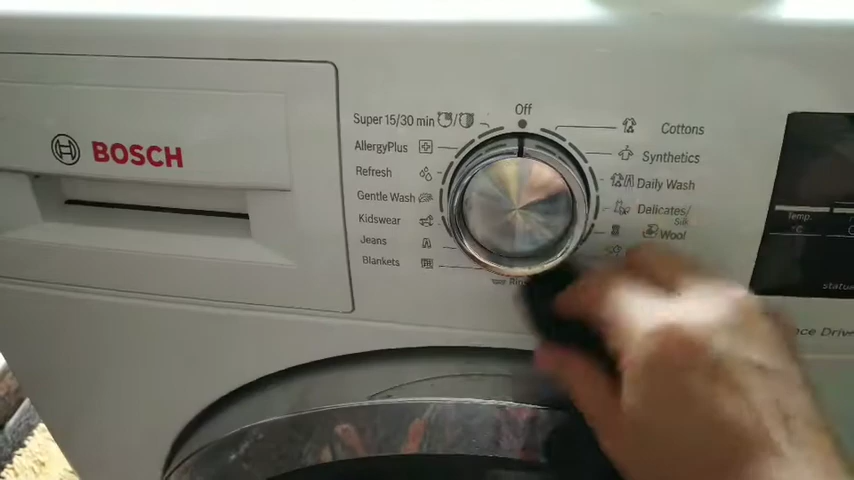 BOSCH
Off
Super 15/30 min
AllergyPlus
Refresh
Gentle Wash
Kidswear
Jeans
Blankets
Cottons
Synthetics
Daily Wash
Delicates/
Silk
Wool
Temp.
°C
status